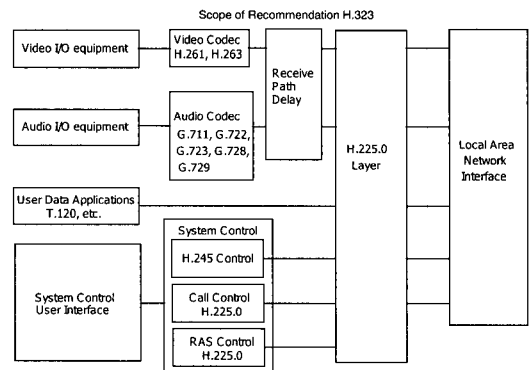 Scope of Recommendation H.323
Video I/O equipment
Video Codec
H.261, H.263
Receive
Path
Delay
Audio I/O equipment
Audio Codec
G.711, G.722,
G.723, G.728,
G.729
H.225.0
Layer
Local Area
Network
Interface
User Data Applications
T.120, etc.
System Control
H.245 Control
System Control
User Interface
Call Control
H.225.0
RAS Control
H.225.0